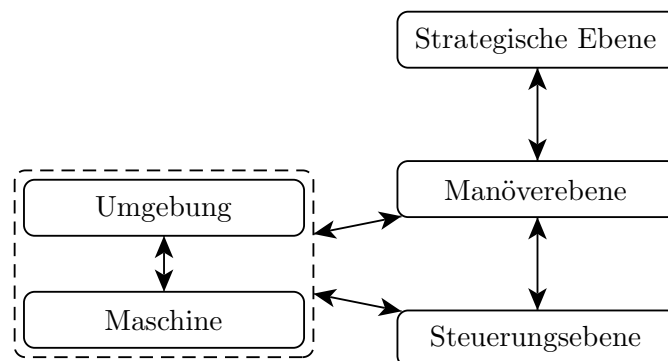 Strategische Ebene
Umgebung
Manöverebene
Maschine
Steuerungsebene